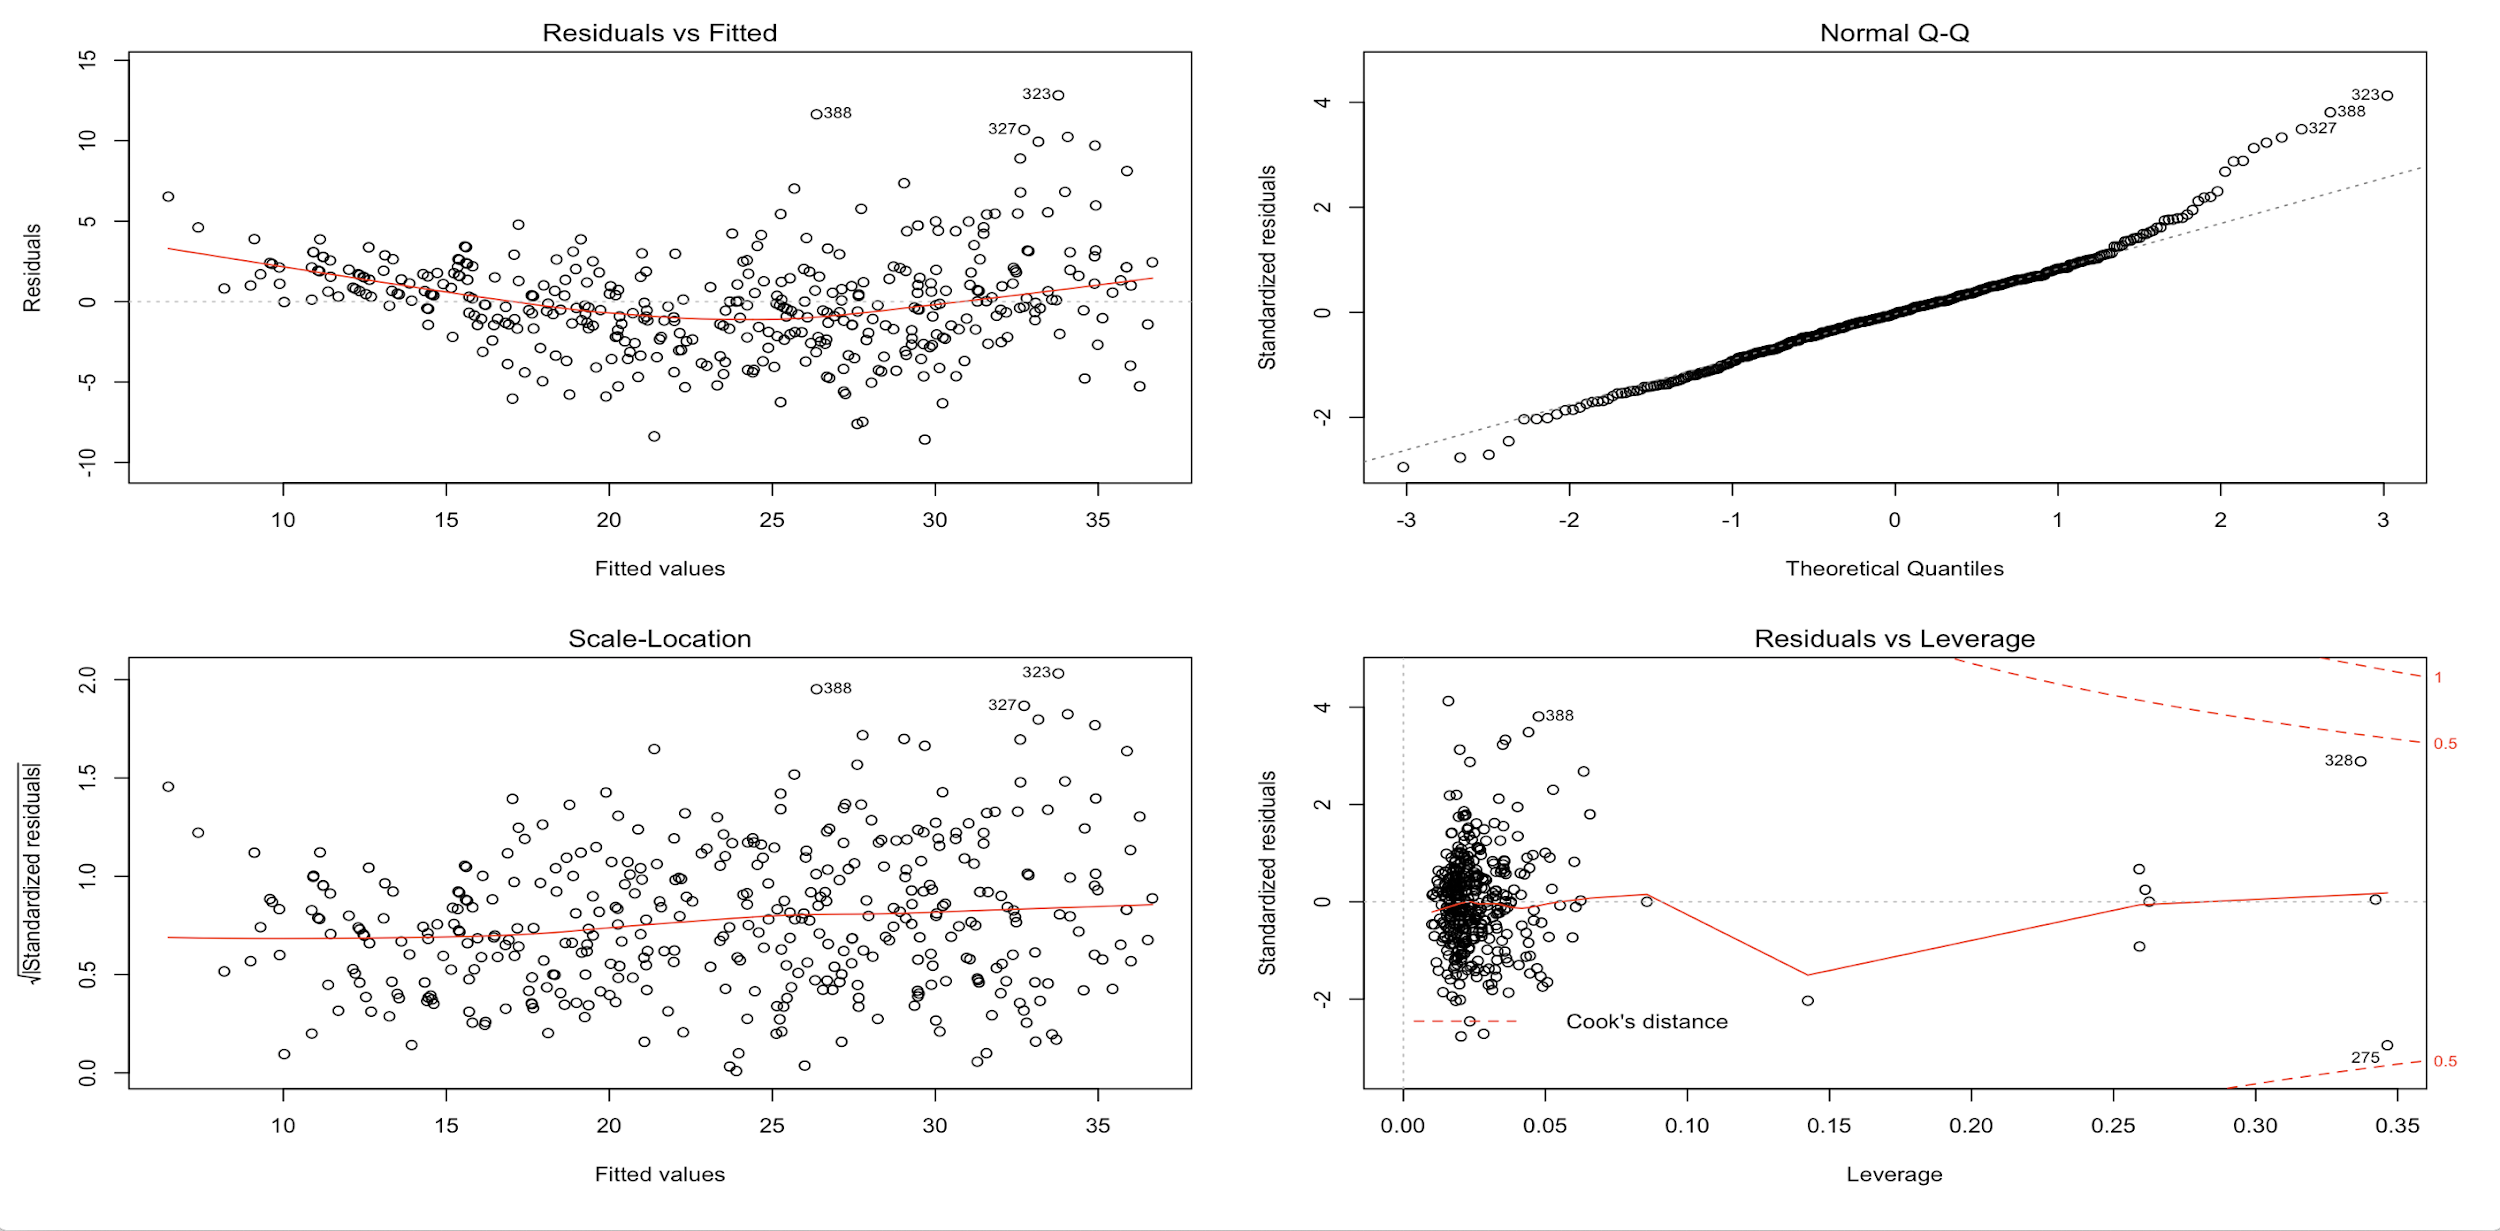 Residuals vs Fitted
15
10
5
0
-5
-10
Residuals
323
388
327
10 15 20 25 30 35
Fitted values
Normal Q-Q
4
2
0
-2
Standardized residuals
323
388
327
-3 -2 -1 0 1 2 3
Theoretical Quantiles
Scale-Location
2.0
1.5
1.0
0.5
0.0
√|Standardized residuals|
323
388
327
10 15 20 25 30 35
Fitted values
Residuals vs Leverage
4
2
0
-2
Standardized residuals
388
328
275
1
0.5
0.5
Cook's distance
0.00 0.05 0.10 0.15 0.20 0.25 0.30 0.35
Leverage